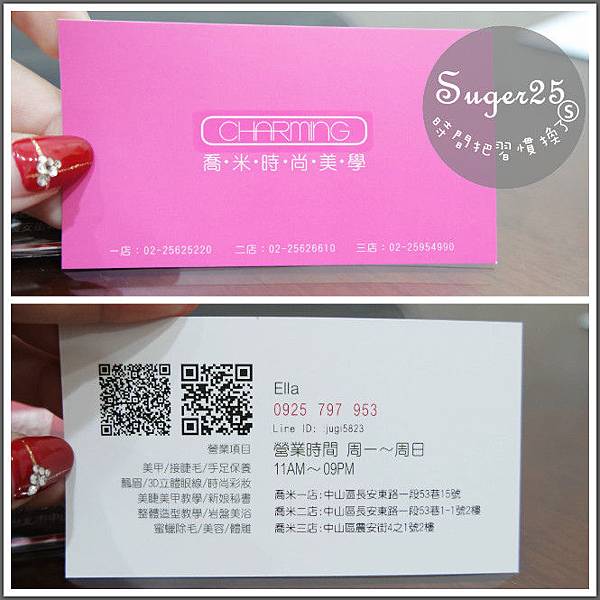 Suger25
時間把習慣換了
S
CHARMING
喬・米・時・尚・美・學
一店：02-25625220 二店：02-25626610 三店：02-25954990
Ella
0925 797 953
Line ID: jugi5823
營業時間 周一～周日
11AM～09PM
喬米一店:中山區長安東路一段53巷15號
喬米二店:中山區長安東路一段53巷1-1號2樓
喬米三店:中山區農安街4之1號2樓
營業項目
美甲/接睫毛/手足保養
飄眉/3D立體眼線/時尚彩妝
美睫美甲教學/新娘秘書
整體造型教學/岩盤美浴
蜜蠟除毛/美容/體雕